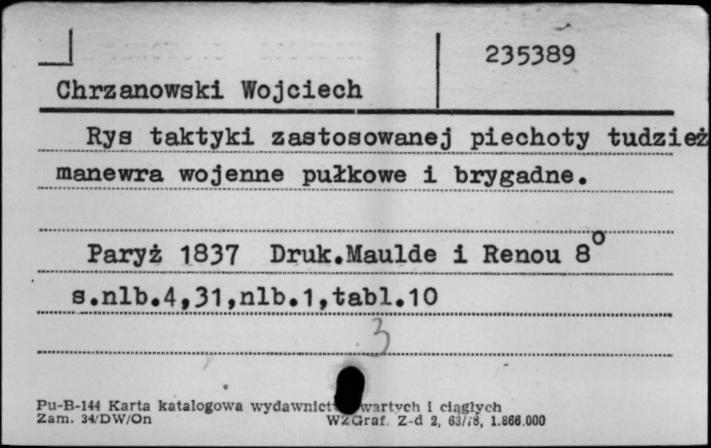 235389
Chrzanowski Wojciech
Rys taktyki zastosowanej piechoty tudzież
manewra wojenne pułkowe i brygadne.
Paryż 1837 Druk.Maulde i Renou 8°
s.nlb.4,31,nlb.1,tabl.10
3
Pu-B-144 Karta katalogowa wydawnict wartych i ciągłych
Zam. 34/DW/On WZGraf. Z-d 2, 63/78, 1.866.000